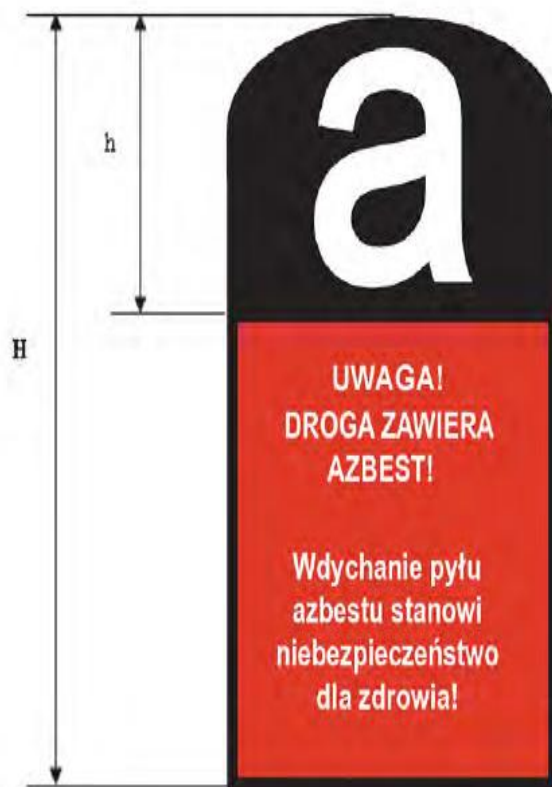 a
h
H
UWAGA!
DROGA ZAWIERA
AZBEST!
Wdychanie pyłu
azbestu stanowi
niebezpieczeństwo
dla zdrowia!